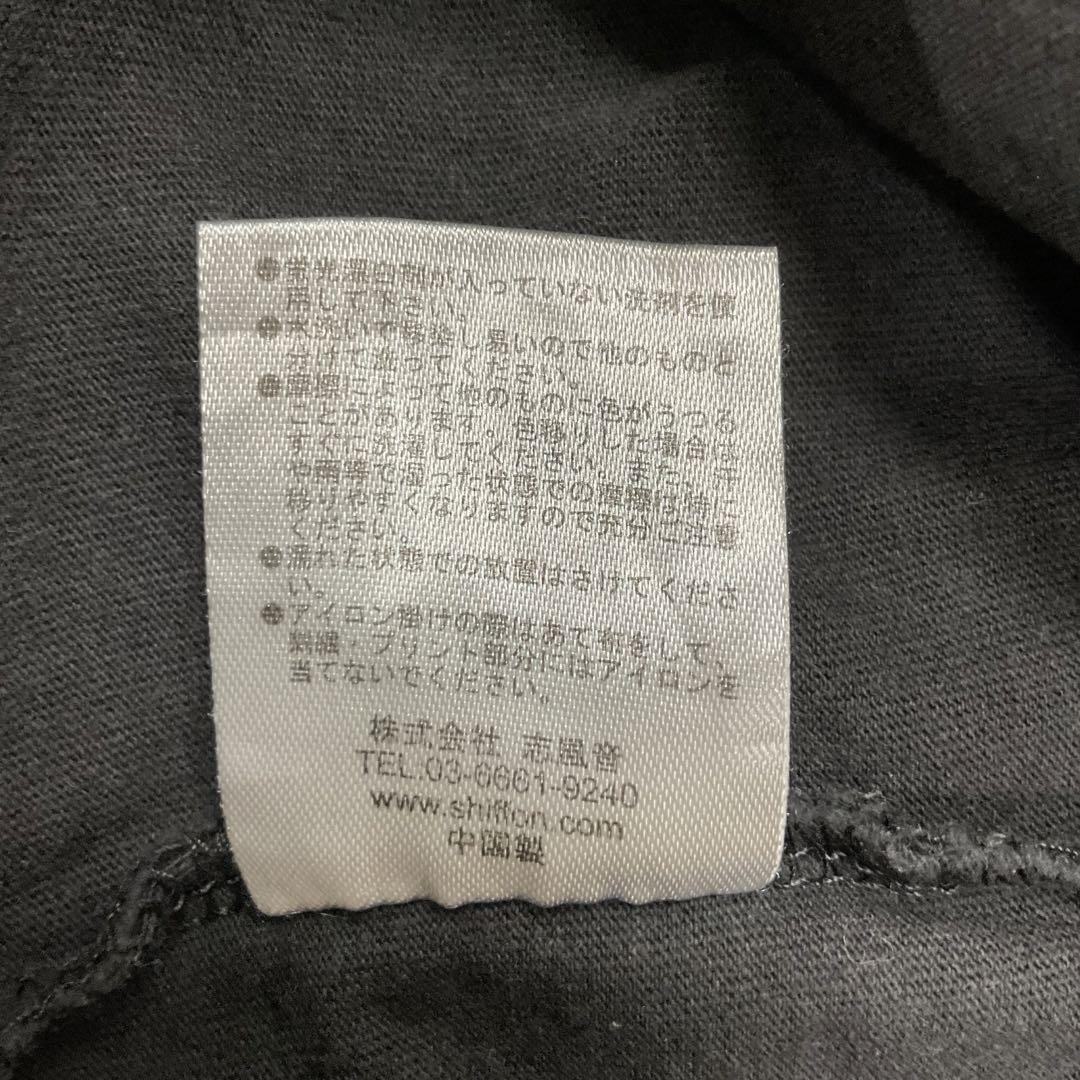 蛍光増白剤が入っていない洗剤を使
用して下さい。
水洗いで移染し易いので他のものと
分けて洗って下さい。
摩擦によって他のものに色がうつる
ことがあります。色移りした場合は
すぐに洗濯してください。また、汗
や雨等で湿った状態での摩擦は特に
移りやすくなりますので充分ご注意
ください。
濡れた状態での放置はさけてくださ
い。
アイロン掛けの際はあて布をして、
刺繍・プリント部分にはアイロンを
当てないでください。
株式会社 志風音
TEL.03-6661-9240
www.shiffon.com
中国製